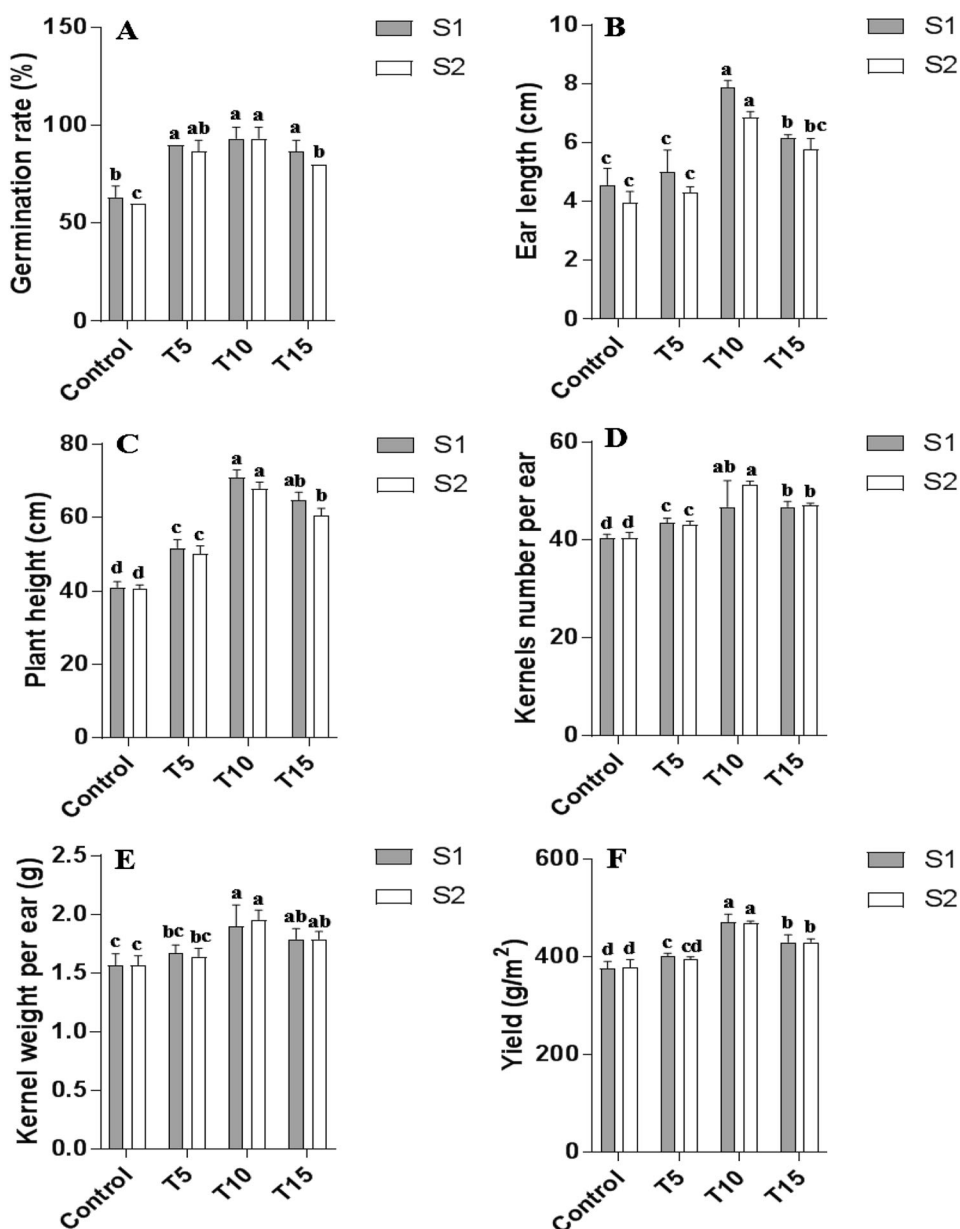 A
Germination rate (%)
150
100
50
0
b
c
a
ab
a
a
a
b
Control
T5
T10
T15
S1
S2
B
Ear length (cm)
10
8
6
4
2
0
c
c
c
c
a
a
b
bc
Control
T5
T10
T15
S1
S2
C
Plant height (cm)
80
60
40
20
0
d
d
c
c
a
a
ab
b
Control
T5
T10
T15
S1
S2
D
Kernels number per ear
60
40
20
0
d
d
c
c
ab
a
b
b
Control
T5
T10
T15
S1
S2
E
Kernel weight per ear (g)
2.5
2.0
1.5
1.0
0.5
0.0
c
c
bc
bc
a
a
ab
ab
Control
T5
T10
T15
S1
S2
F
Yield (g/m²)
600
400
200
0
d
d
c
cd
a
a
b
b
Control
T5
T10
T15
S1
S2